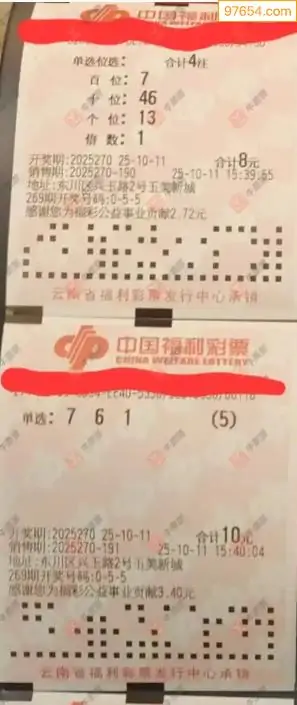 97654.com
中国福利彩票
单选位选: 合计4注
百 位: 7
十 位: 46
个 位: 13
倍 数: 1
开奖期:2025270 25-10-11 合计8元
销售期:2025270-190 25-10-11 15:39:55
地址:东川区兴玉路2号玉美新城
269期开奖号码:0-5-5
感谢您为福彩公益事业贡献2.72元
云南省福利彩票发行中心承销
中国福利彩票
CHINA WELFARE LOTTERY
单选: 7 6 1 (5)
开奖期:2025270 25-10-11 合计10元
销售期:2025270-191 25-10-11 15:40:04
地址:东川区兴玉路2号玉美新城
269期开奖号码:0-5-5
感谢您为福彩公益事业贡献3.40元
云南省福利彩票发行中心承销